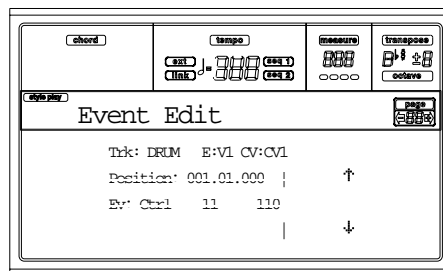 chord tempo measure transpose
ext seq 1
link seq 2
octave
style play
Event Edit page
Trk: DRUM E:V1 CV:CV1
Position: 001.01.000
Ev: Ctrl 11 110